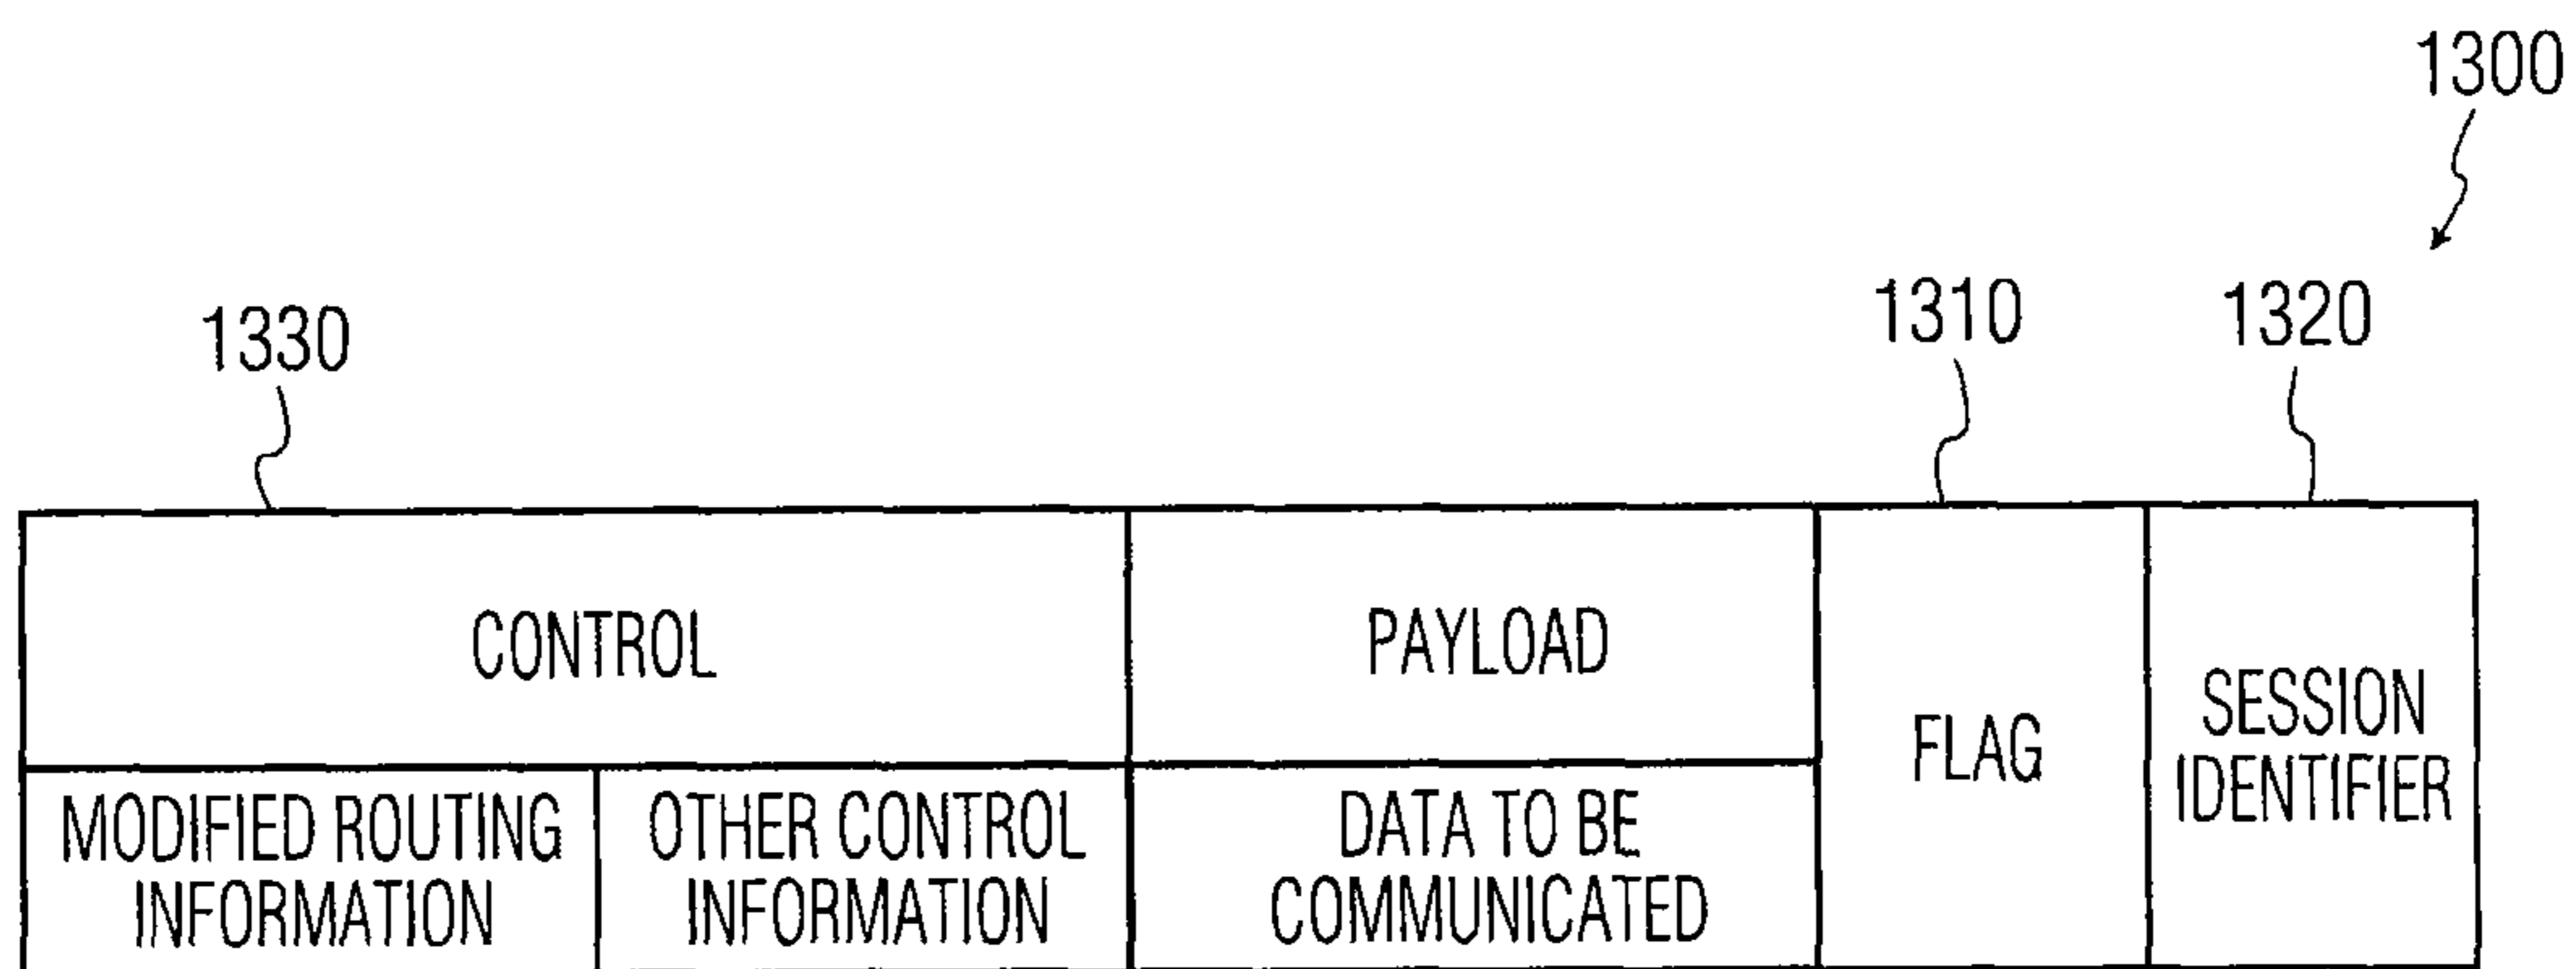 1300
1330
1310
1320
CONTROL
PAYLOAD
FLAG
SESSION
IDENTIFIER
MODIFIED ROUTING
INFORMATION
OTHER CONTROL
INFORMATION
DATA TO BE
COMMUNICATED